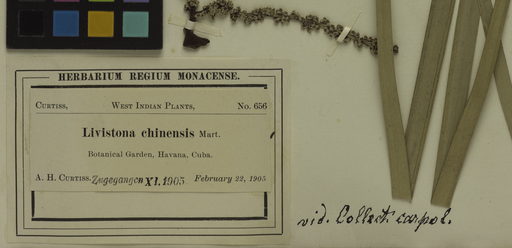 HERBARIUM REGIUM MONACENSE.
CURTISS, WEST INDIAN PLANTS, No. 656
Livistona chinensis Mart.
Botanical Garden, Havana, Cuba.
A. H. CURTISS. Zugegangen XI.1905 February 22, 1905
vid. Collect. carpol.